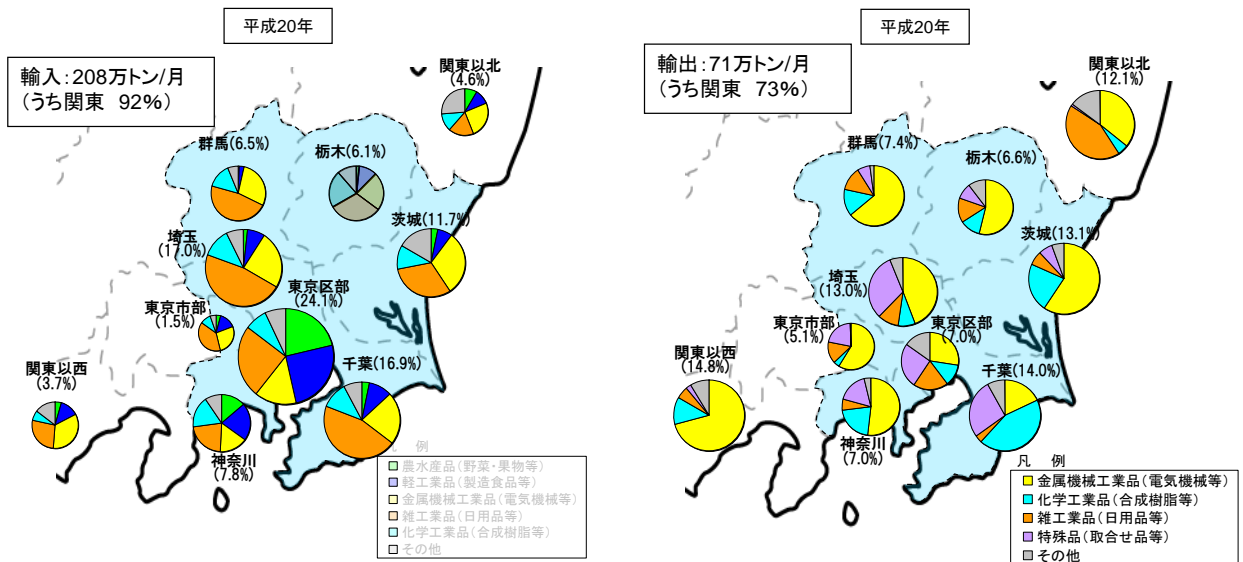 平成20年
輸入:208万トン/月
(うち関東 92%)
関東以北
(4.6%)
群馬(6.5%)
栃木(6.1%)
茨城(11.7%)
埼玉
(17.0%)
東京区部
(24.1%)
東京市部
(1.5%)
千葉(16.9%)
関東以西
(3.7%)
神奈川
(7.8%)
凡 例
農水産品(野菜・果物等)
軽工業品(製造食品等)
金属機械工業品(電気機械等)
雑工業品(日用品等)
化学工業品(合成樹脂等)
その他
平成20年
輸出:71万トン/月
(うち関東 73%)
関東以北
(12.1%)
群馬(7.4%)
栃木(6.6%)
茨城(13.1%)
埼玉
(13.0%)
東京市部
(5.1%)
東京区部
(7.0%)
関東以西
(14.8%)
千葉(14.0%)
神奈川
(7.0%)
凡 例
金属機械工業品(電気機械等)
化学工業品(合成樹脂等)
雑工業品(日用品等)
特殊品(取合せ品等)
その他